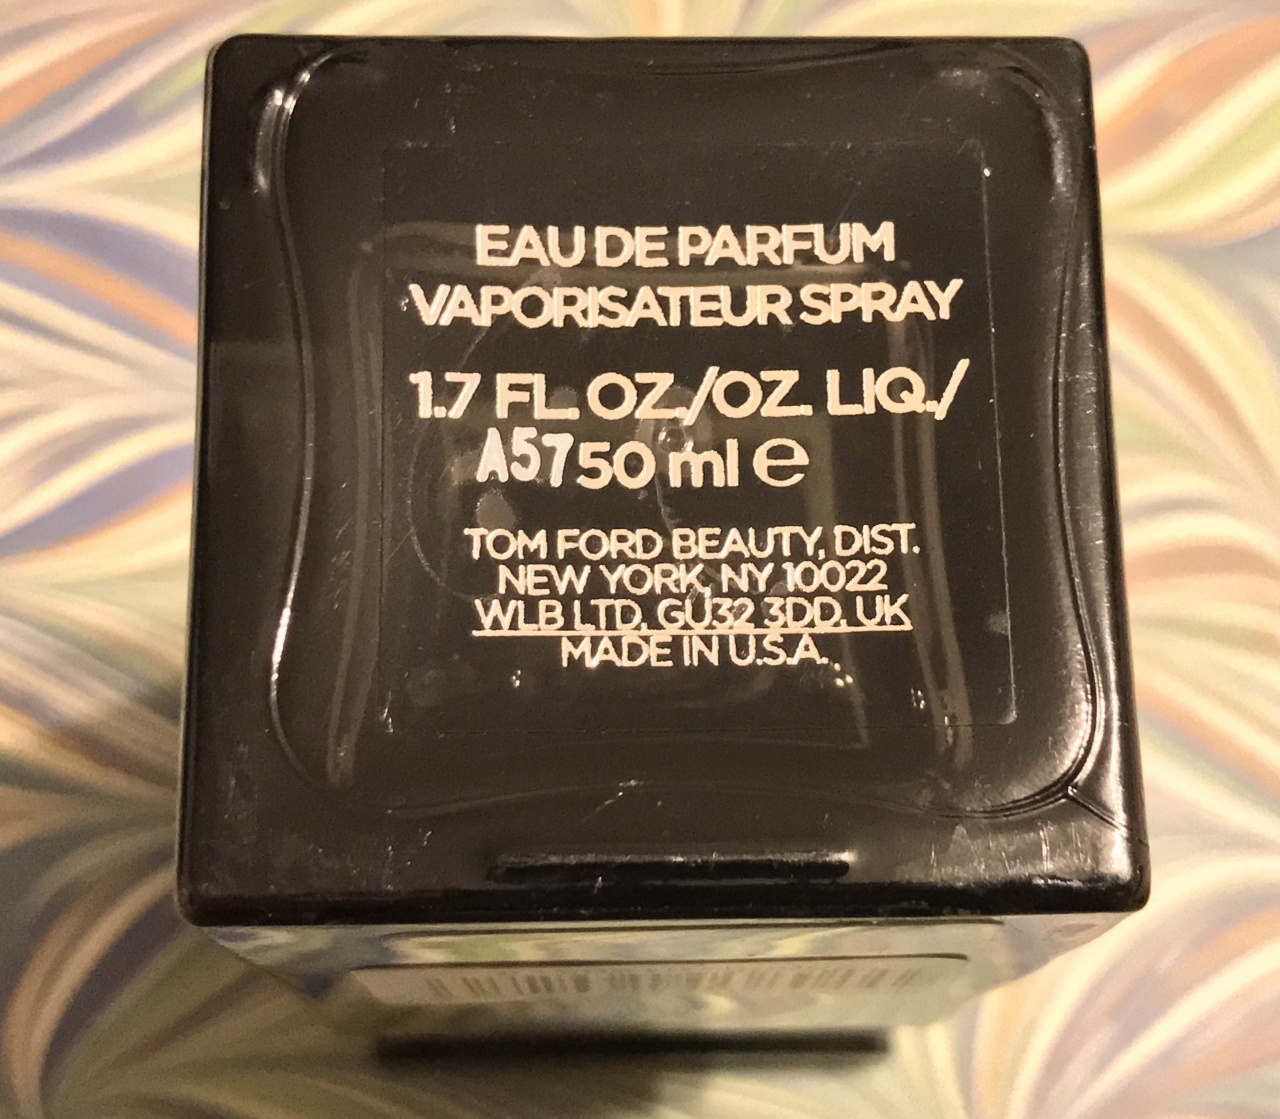 EAU DE PARFUM
VAPORISATEUR SPRAY
1.7 FL. OZ./OZ. LIQ./
A57 50 ml e
TOM FORD BEAUTY, DIST.
NEW YORK, NY 10022
WLB LTD. GU32 3DD. UK
MADE IN U.S.A.